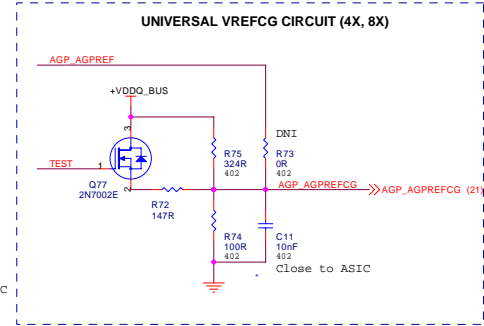 UNIVERSAL VREFCG CIRCUIT (4X, 8X)
AGP_AGPREF
+VDDQ_BUS
3
DNI
R75
324R
402
R73
0R
402
TEST
1
Q77
2N7002E
2
AGP_AGPREFCG
AGP_AGPREFCG (21)
R72
147R
R74
100R
402
C11
10nF
402
Close to ASIC
C